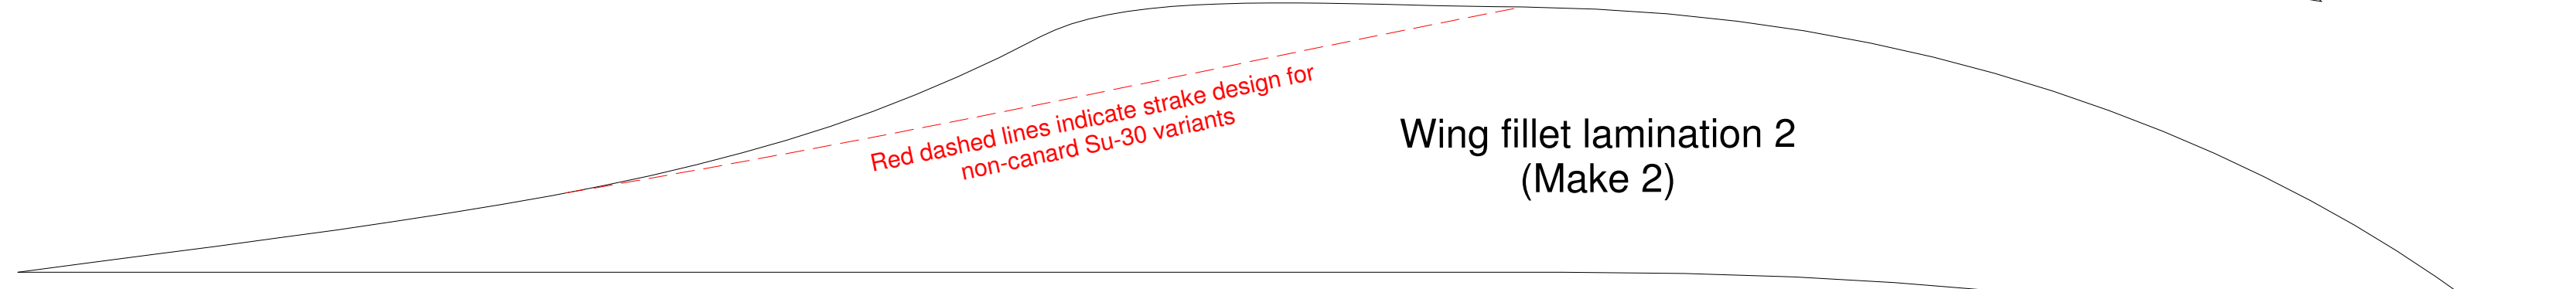 Red dashed lines indicate strake design for
non-canard Su-30 variants
Wing fillet lamination 2
(Make 2)